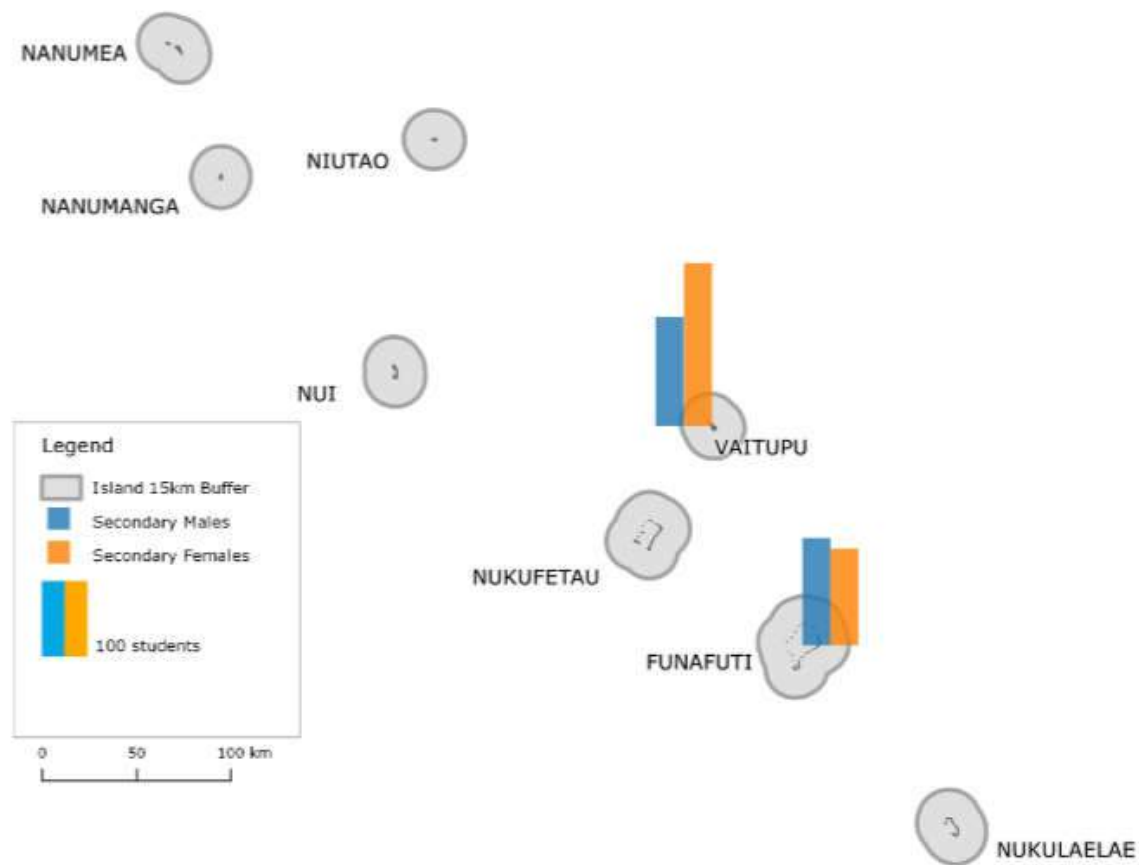 NANUMEA
NIUTAO
NANUMANGA
NUI
VAITUPU
Legend
Island 15km Buffer
Secondary Males
Secondary Females
100 students
NUKUFETAU
FUNAFUTI
0 50 100 km
NUKULAELAE